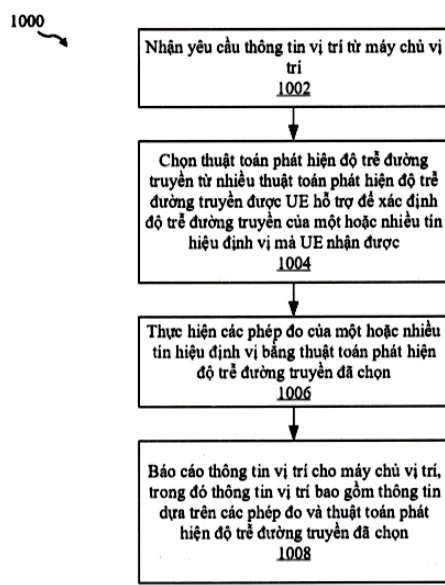 1000
Nhận yêu cầu thông tin vị trí từ máy chủ vị
trí
1002
Chọn thuật toán phát hiện độ trễ đường
truyền từ nhiều thuật toán phát hiện độ trễ
đường truyền được UE hỗ trợ để xác định
độ trễ đường truyền của một hoặc nhiều tín
hiệu định vị mà UE nhận được
1004
Thực hiện các phép đo của một hoặc nhiều
tín hiệu định vị bằng thuật toán phát hiện
độ trễ đường truyền đã chọn
1006
Báo cáo thông tin vị trí cho máy chủ vị trí,
trong đó thông tin vị trí bao gồm thông tin
dựa trên các phép đo và thuật toán phát
hiện độ trễ đường truyền đã chọn
1008